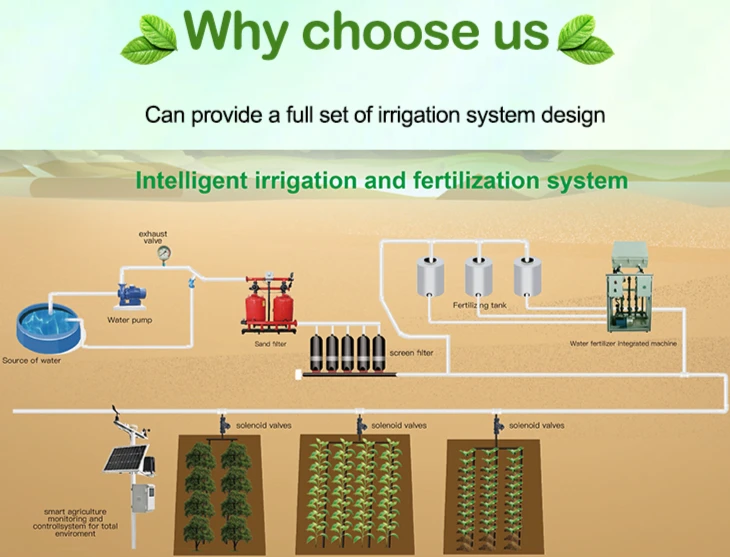 Why choose us
Can provide a full set of irrigation system design
Intelligent irrigation and fertilization system
exhaust
valve
Water pump
Source of water
Sand filter
screen filter
Fertilizing tank
Water fertilizer integrated machine
solenoid valves
solenoid valves
solenoid valves
smart agriculture
monitoring and
controllsystem for total
enviroment